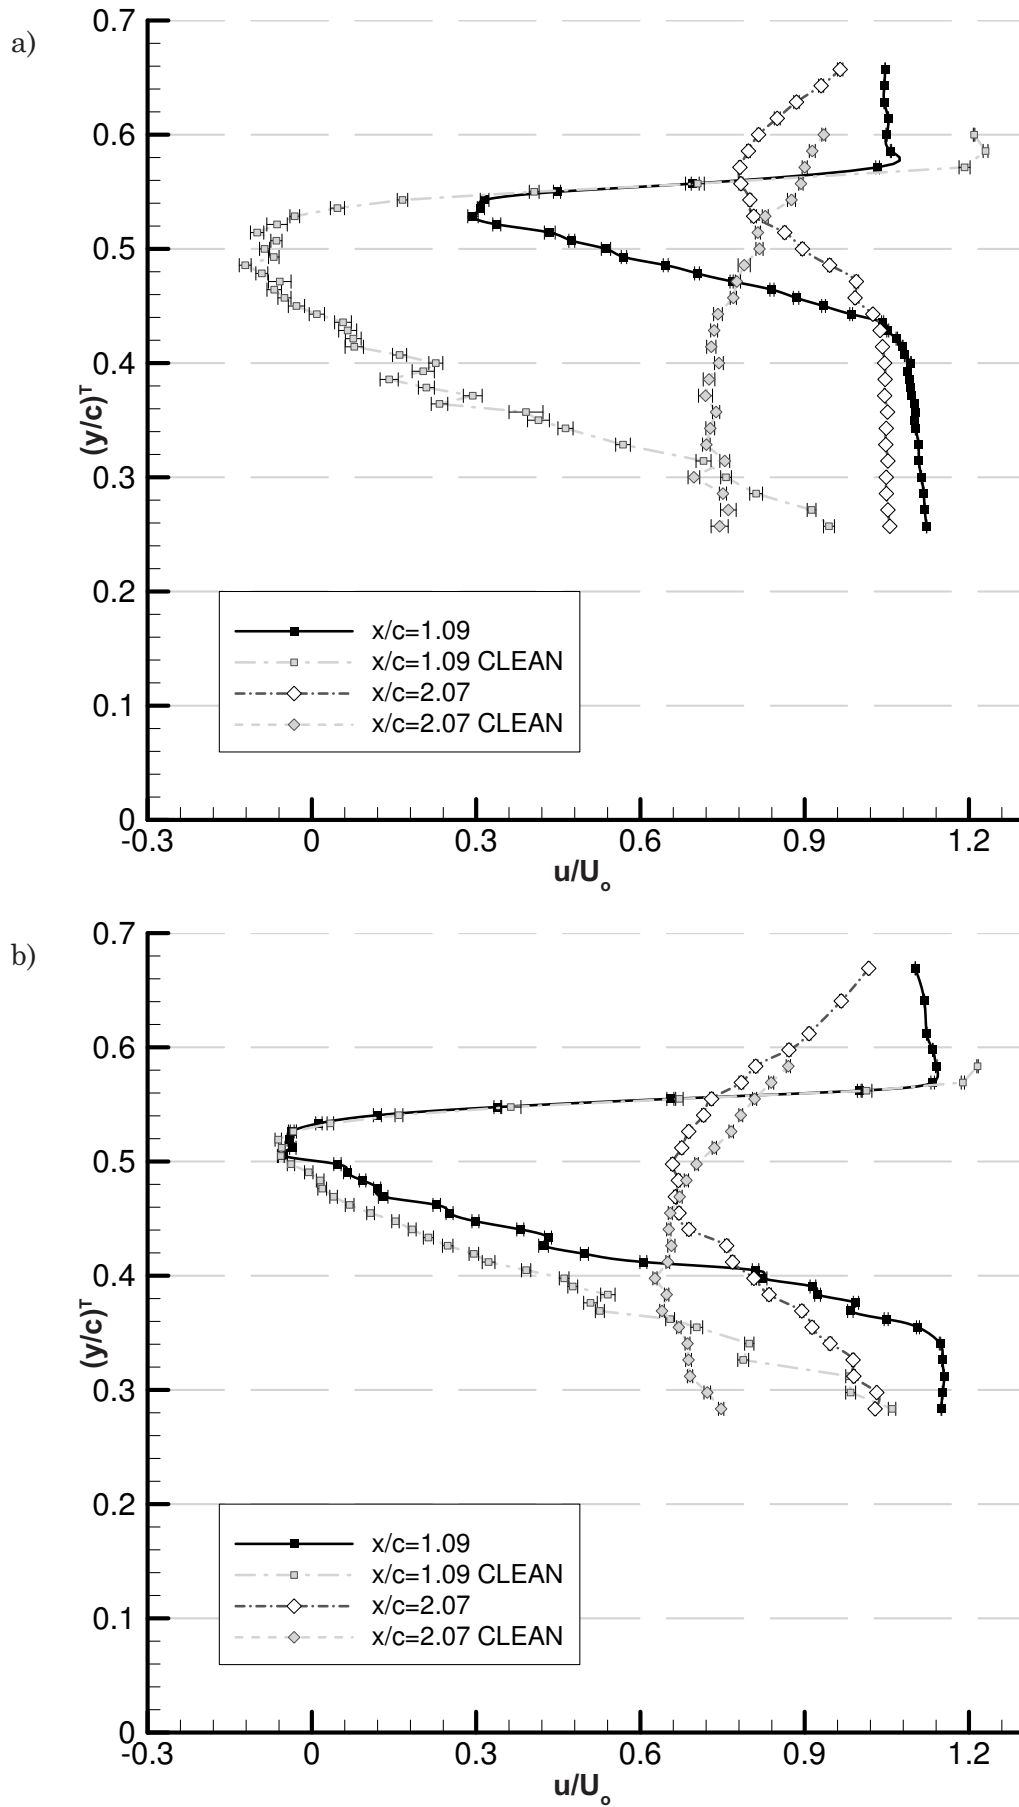 a)
0.7
0.6
0.5
0.4
0.3
0.2
0.1
0
(y/c)ᵀ
x/c=1.09
x/c=1.09 CLEAN
x/c=2.07
x/c=2.07 CLEAN
-0.3 0 0.3 0.6 0.9 1.2
u/Uₒ
b)
0.7
0.6
0.5
0.4
0.3
0.2
0.1
0
(y/c)ᵀ
x/c=1.09
x/c=1.09 CLEAN
x/c=2.07
x/c=2.07 CLEAN
-0.3 0 0.3 0.6 0.9 1.2
u/Uₒ